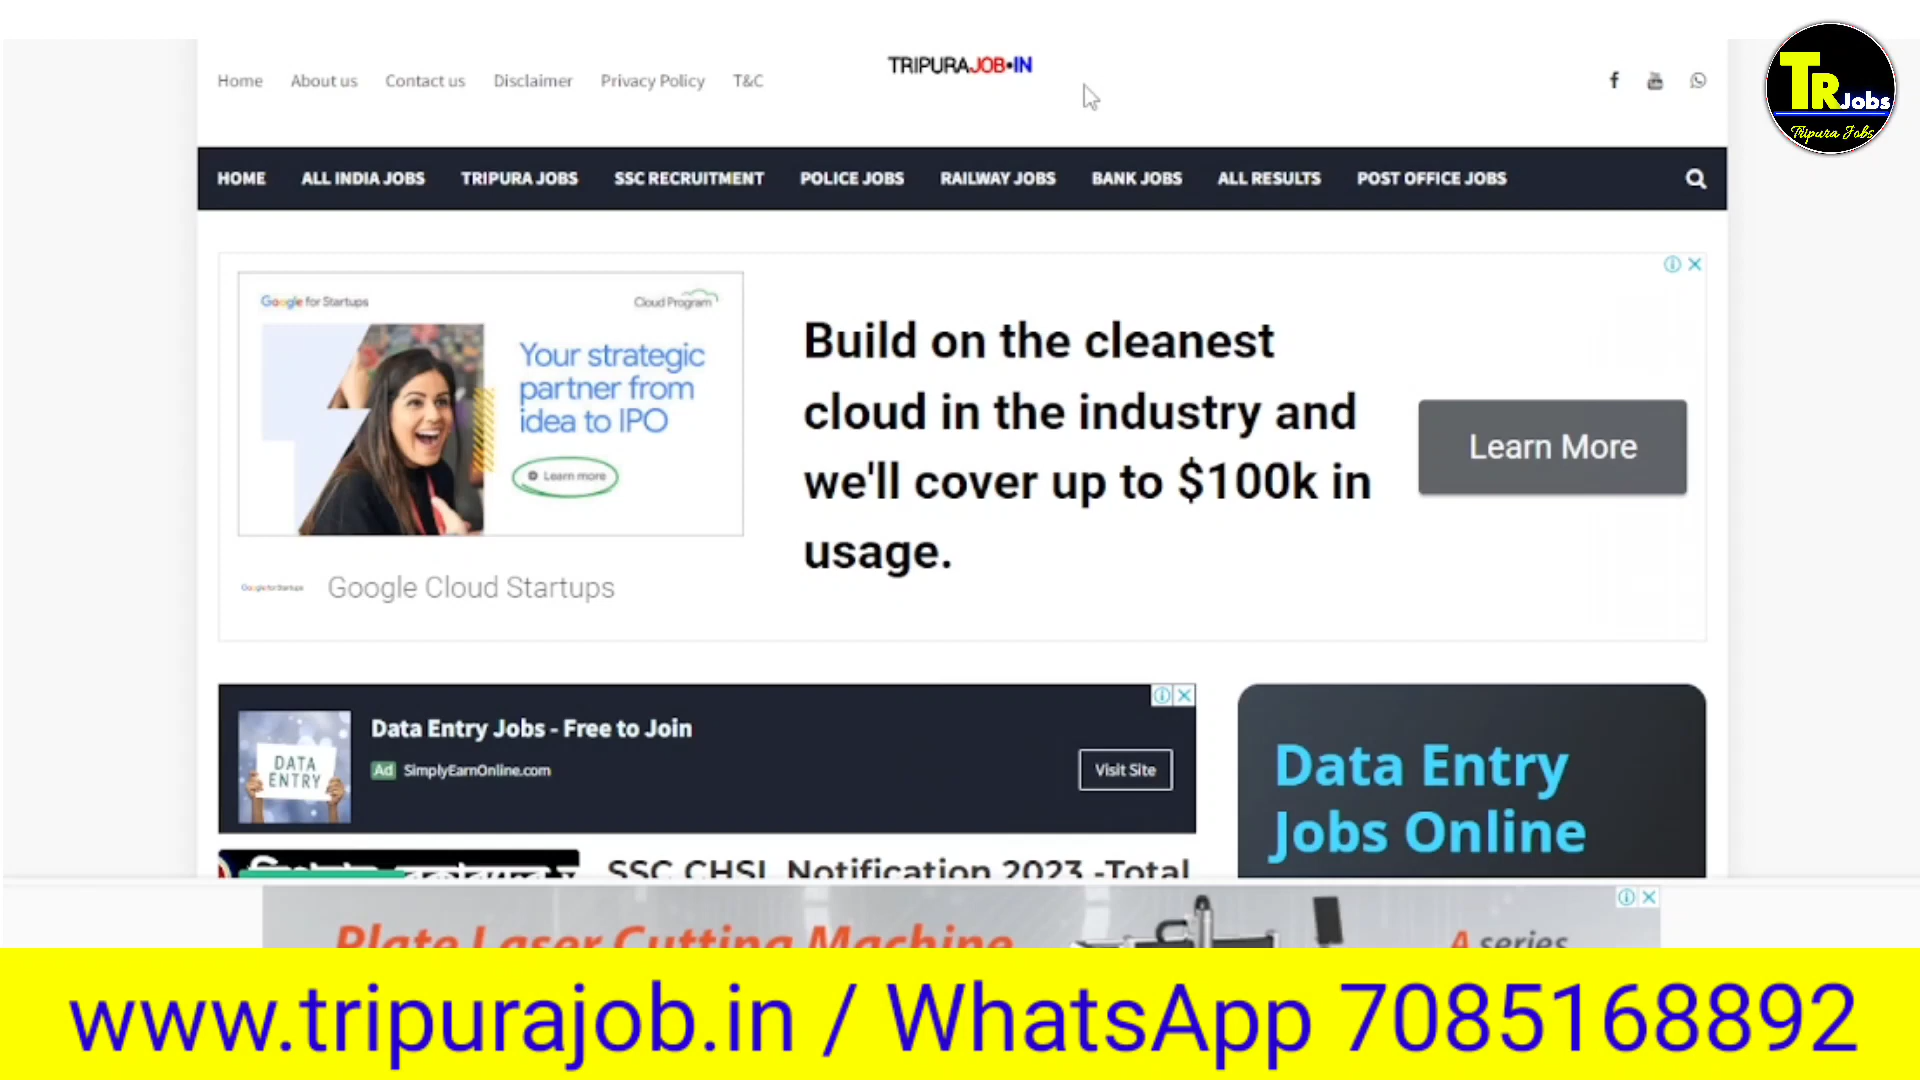 Home About us Contact us Disclaimer Privacy Policy T&C
TRIPURAJOB•IN
TR Jobs
Tripura Jobs
HOME ALL INDIA JOBS TRIPURA JOBS SSC RECRUITMENT POLICE JOBS RAILWAY JOBS BANK JOBS ALL RESULTS POST OFFICE JOBS
Google for Startups
Cloud Program
Your strategic
partner from
idea to IPO
Learn more
Google for Startups
Google Cloud Startups
Build on the cleanest
cloud in the industry and
we'll cover up to $100k in
usage.
Learn More
DATA
ENTRY
Data Entry Jobs - Free to Join
Ad SimplyEarnOnline.com
Visit Site
Data Entry
Jobs Online
SSC CHSL Notification 2023 -Total
Plate Laser Cutting Machine
A series
www.tripurajob.in / WhatsApp 7085168892